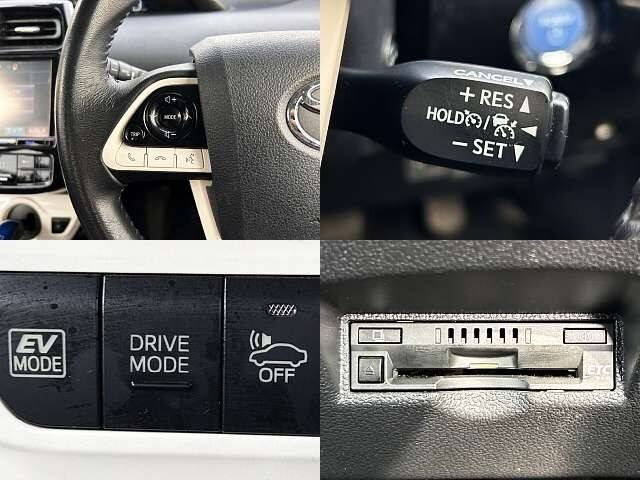 MODE
TRIP
CANCEL▽
+ RES ▲
HOLD / ◀
− SET ▼
EV
MODE
DRIVE
MODE
OFF
ETC